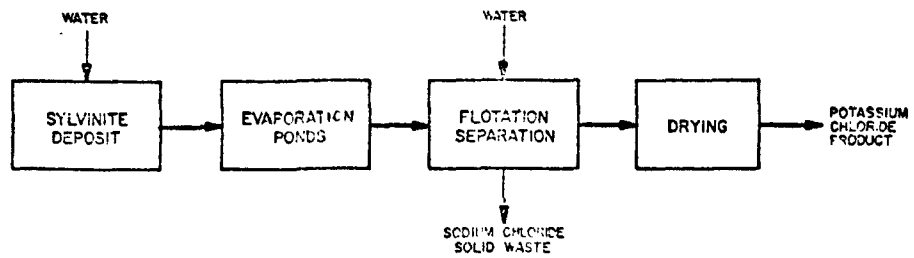 WATER
WATER
SYLVINITE
DEPOSIT
EVAPORATION
PONDS
FLOTATION
SEPARATION
DRYING
POTASSIUM
CHLORIDE
PRODUCT
SODIUM CHLORIDE
SOLID WASTE